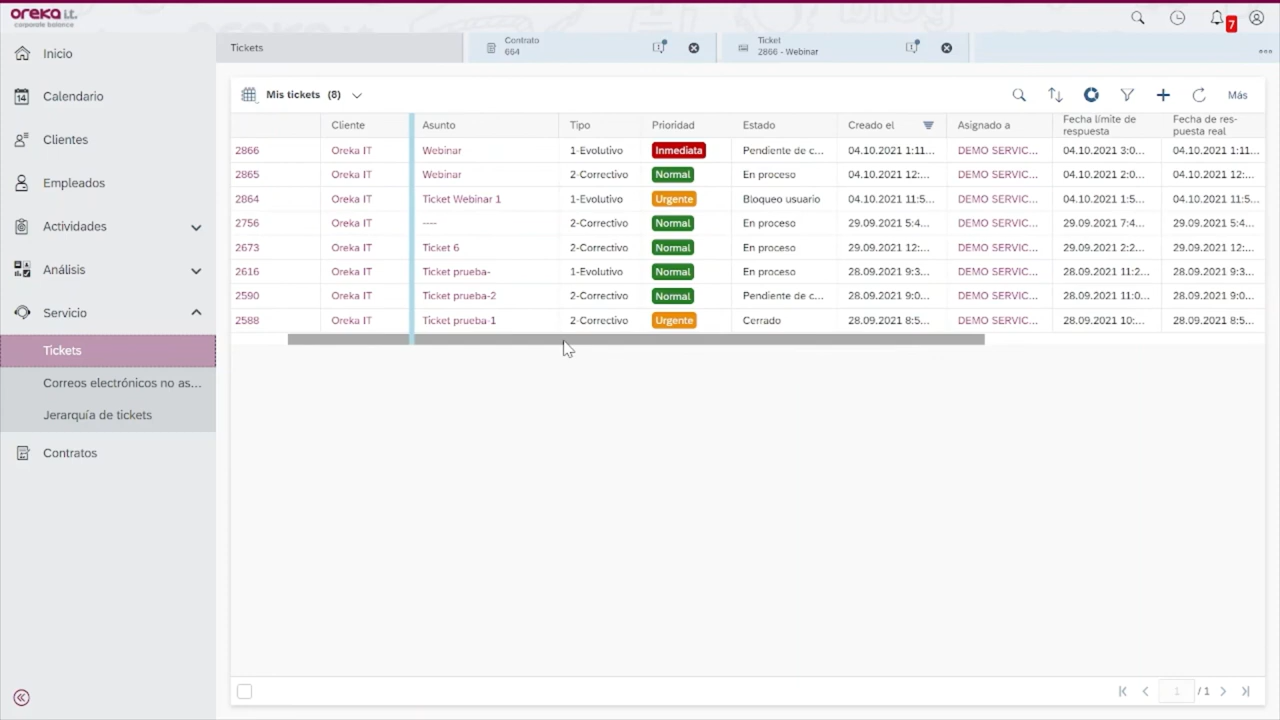 oreka i.t.
corporate balance
7
Inicio
14 Calendario
Clientes
Empleados
Actividades
Análisis
Servicio
Tickets
Correos electrónicos no as...
Jerarquía de tickets
Contratos
Tickets
Contrato
664
Ticket
2866 - Webinar
Mis tickets (8)
Más
Cliente Asunto Tipo Prioridad Estado Creado el Asignado a Fecha límite de respuesta Fecha de res-puesta real
2866 Oreka IT Webinar 1-Evolutivo Inmediata Pendiente de c... 04.10.2021 1:11... DEMO SERVIC... 04.10.2021 3:0... 04.10.2021 1:11...
2865 Oreka IT Webinar 2-Correctivo Normal En proceso 04.10.2021 12:... DEMO SERVIC... 04.10.2021 2:0... 04.10.2021 12:...
2864 Oreka IT Ticket Webinar 1 1-Evolutivo Urgente Bloqueo usuario 04.10.2021 11:5... DEMO SERVIC... 04.10.2021 1:5... 04.10.2021 11:5...
2756 Oreka IT ---- 2-Correctivo Normal En proceso 29.09.2021 5:4... DEMO SERVIC... 29.09.2021 7:4... 29.09.2021 5:4...
2673 Oreka IT Ticket 6 2-Correctivo Normal En proceso 29.09.2021 12:... DEMO SERVIC... 29.09.2021 2:2... 29.09.2021 12:...
2616 Oreka IT Ticket prueba- 1-Evolutivo Normal En proceso 28.09.2021 9:3... DEMO SERVIC... 28.09.2021 11:2... 28.09.2021 9:3...
2590 Oreka IT Ticket prueba-2 2-Correctivo Normal Pendiente de c... 28.09.2021 9:0... DEMO SERVIC... 28.09.2021 11:0... 28.09.2021 9:0...
2588 Oreka IT Ticket prueba-1 2-Correctivo Urgente Cerrado 28.09.2021 8:5... DEMO SERVIC... 28.09.2021 10:... 28.09.2021 8:5...
1 / 1